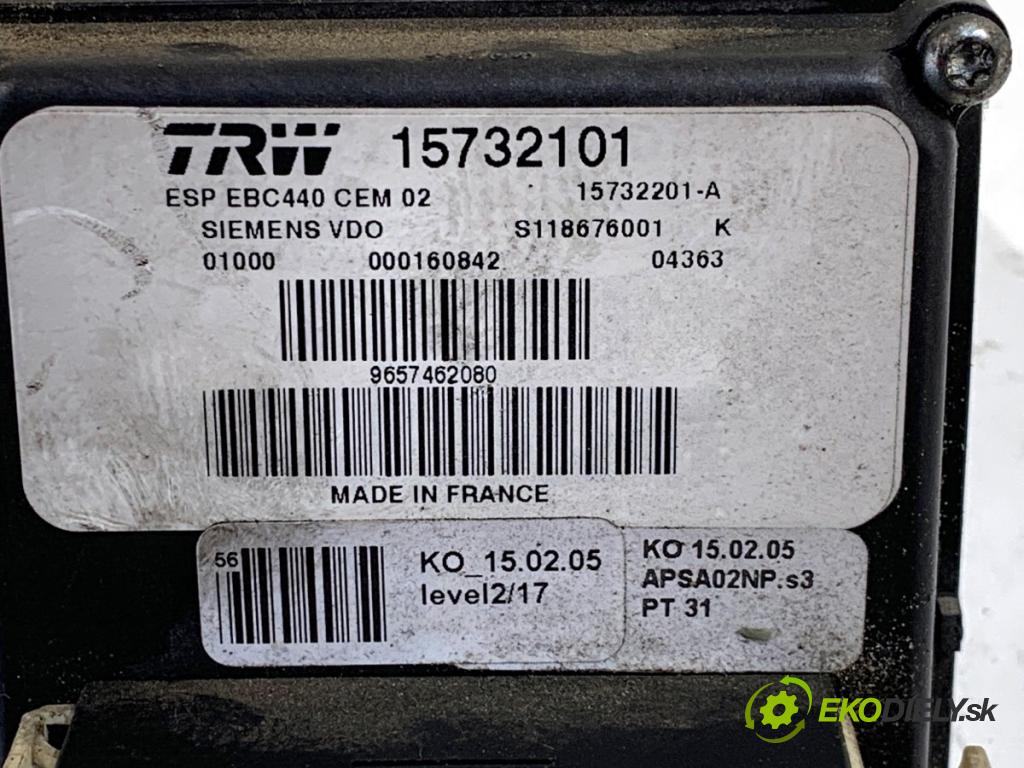 TRW 15732101
ESP EBC440 CEM 02 15732201-A
SIEMENS VDO S118676001 K
01000 000160842 04363
9657462080
MADE IN FRANCE
56
KO_15.02.05
level2/17
KO 15.02.05
APSA02NP.s3
PT 31
EKODIELY.sk